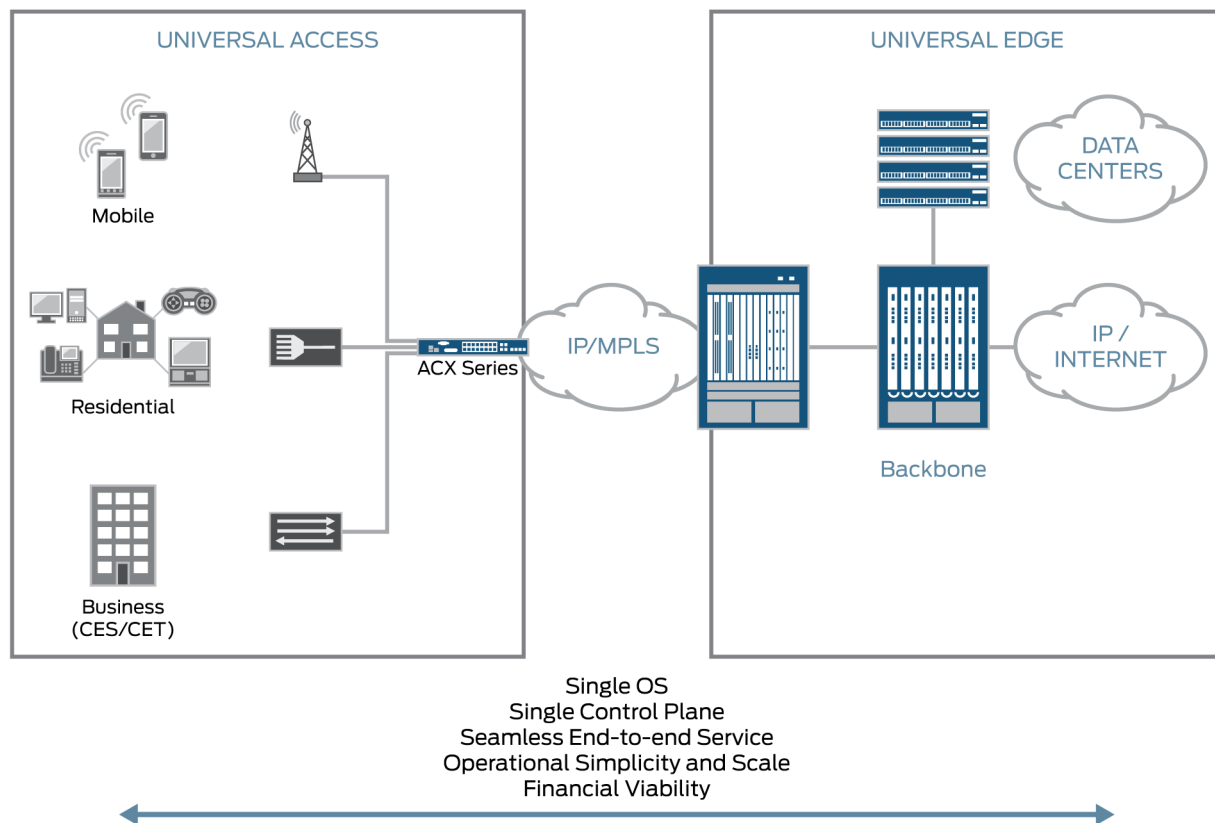 UNIVERSAL ACCESS
Mobile
Residential
Business
(CES/CET)
ACX Series
IP/MPLS
UNIVERSAL EDGE
DATA
CENTERS
IP /
INTERNET
Backbone
Single OS
Single Control Plane
Seamless End-to-end Service
Operational Simplicity and Scale
Financial Viability